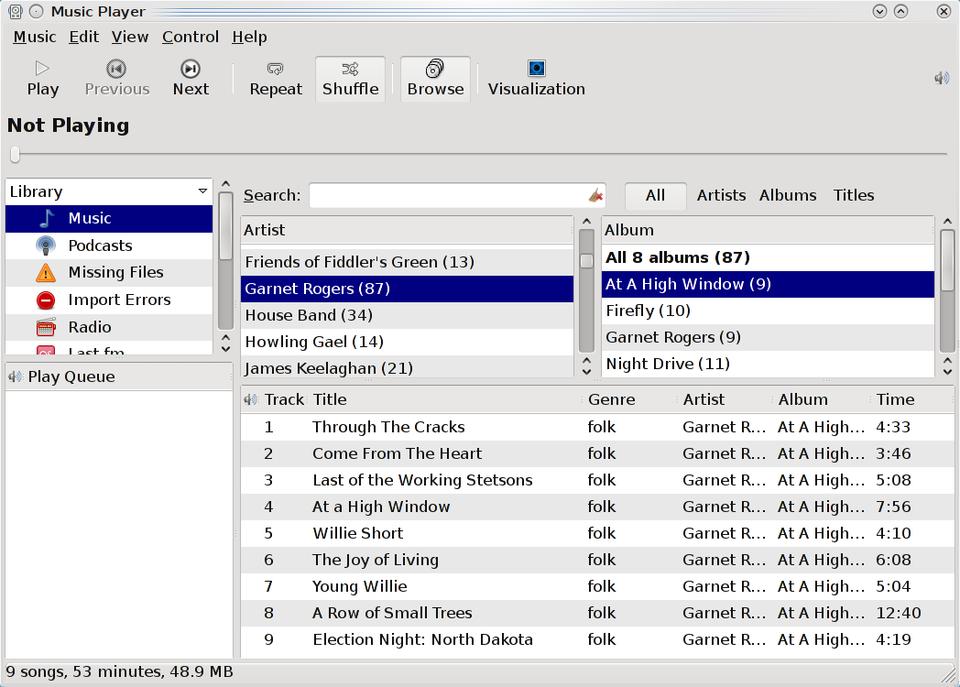 Music Player
Music Edit View Control Help
Play Previous Next Repeat Shuffle Browse Visualization
Not Playing
Library
Music
Podcasts
Missing Files
Import Errors
Radio
Last fm
Play Queue
Search: All Artists Albums Titles
Artist
Friends of Fiddler's Green (13)
Garnet Rogers (87)
House Band (34)
Howling Gael (14)
James Keelaghan (21)
Album
All 8 albums (87)
At A High Window (9)
Firefly (10)
Garnet Rogers (9)
Night Drive (11)
Track Title Genre Artist Album Time
1 Through The Cracks folk Garnet R... At A High... 4:33
2 Come From The Heart folk Garnet R... At A High... 3:46
3 Last of the Working Stetsons folk Garnet R... At A High... 5:08
4 At a High Window folk Garnet R... At A High... 7:56
5 Willie Short folk Garnet R... At A High... 4:10
6 The Joy of Living folk Garnet R... At A High... 6:08
7 Young Willie folk Garnet R... At A High... 5:04
8 A Row of Small Trees folk Garnet R... At A High... 12:40
9 Election Night: North Dakota folk Garnet R... At A High... 4:19
9 songs, 53 minutes, 48.9 MB